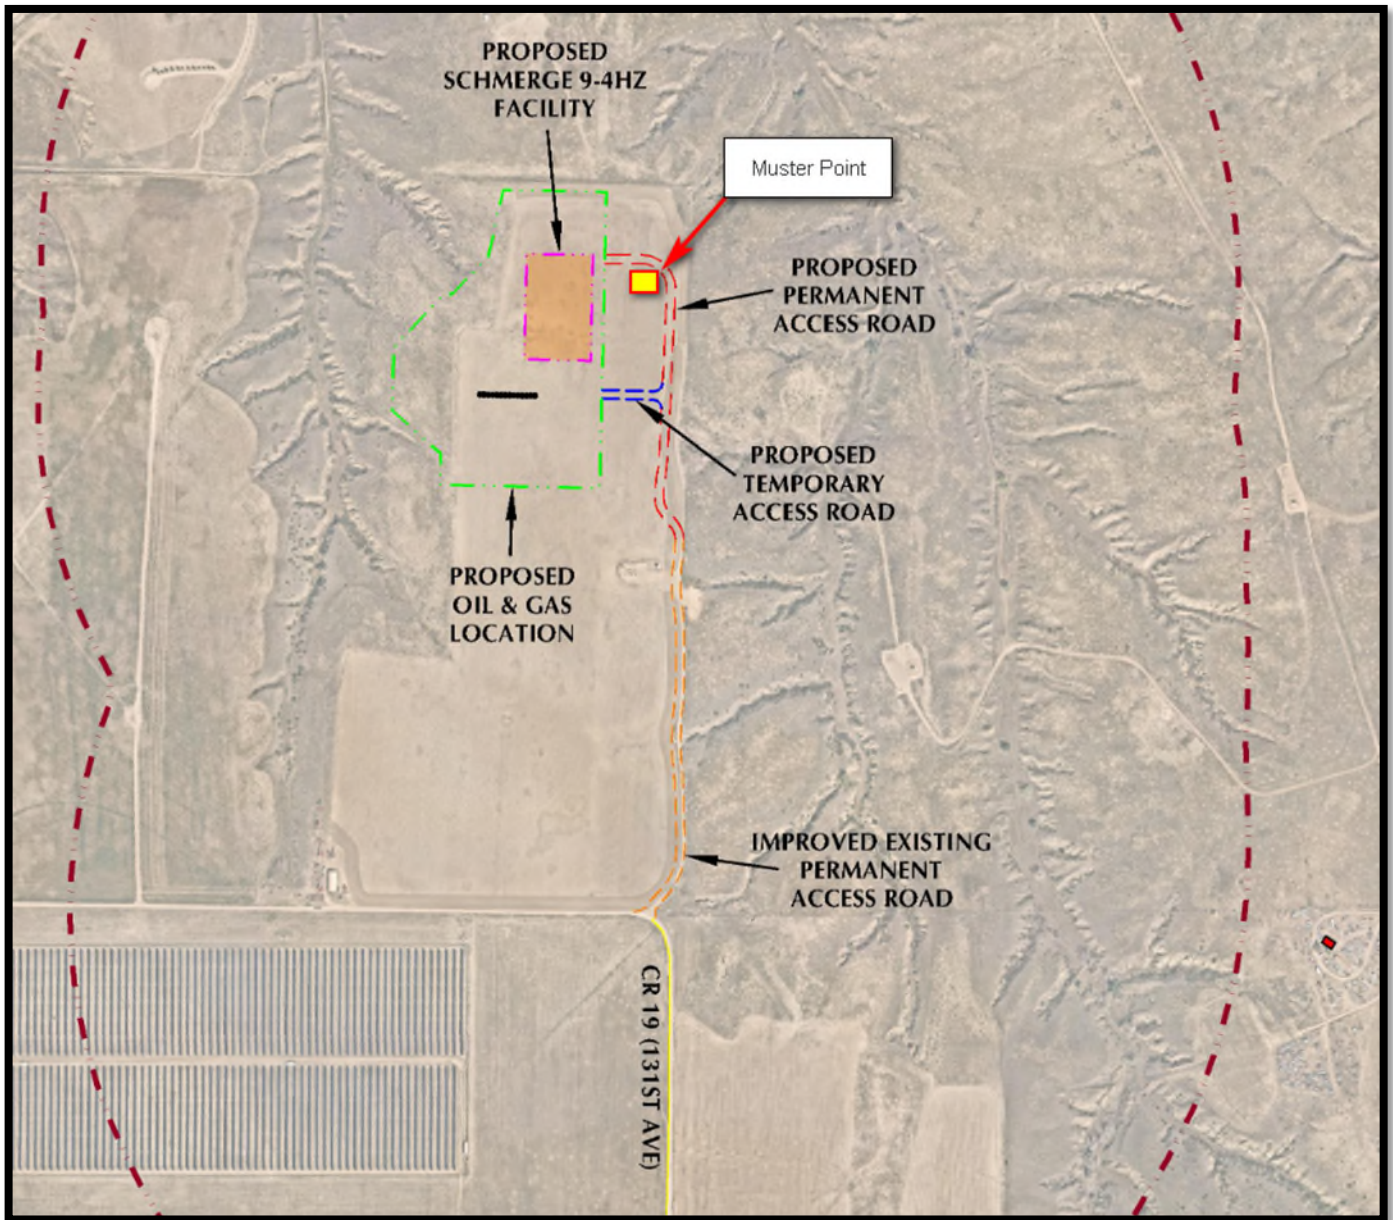 PROPOSED
SCHMERGE 9-4HZ
FACILITY
Muster Point
PROPOSED
PERMANENT
ACCESS ROAD
PROPOSED
TEMPORARY
ACCESS ROAD
PROPOSED
OIL & GAS
LOCATION
IMPROVED EXISTING
PERMANENT
ACCESS ROAD
CR 19 (131ST AVE)